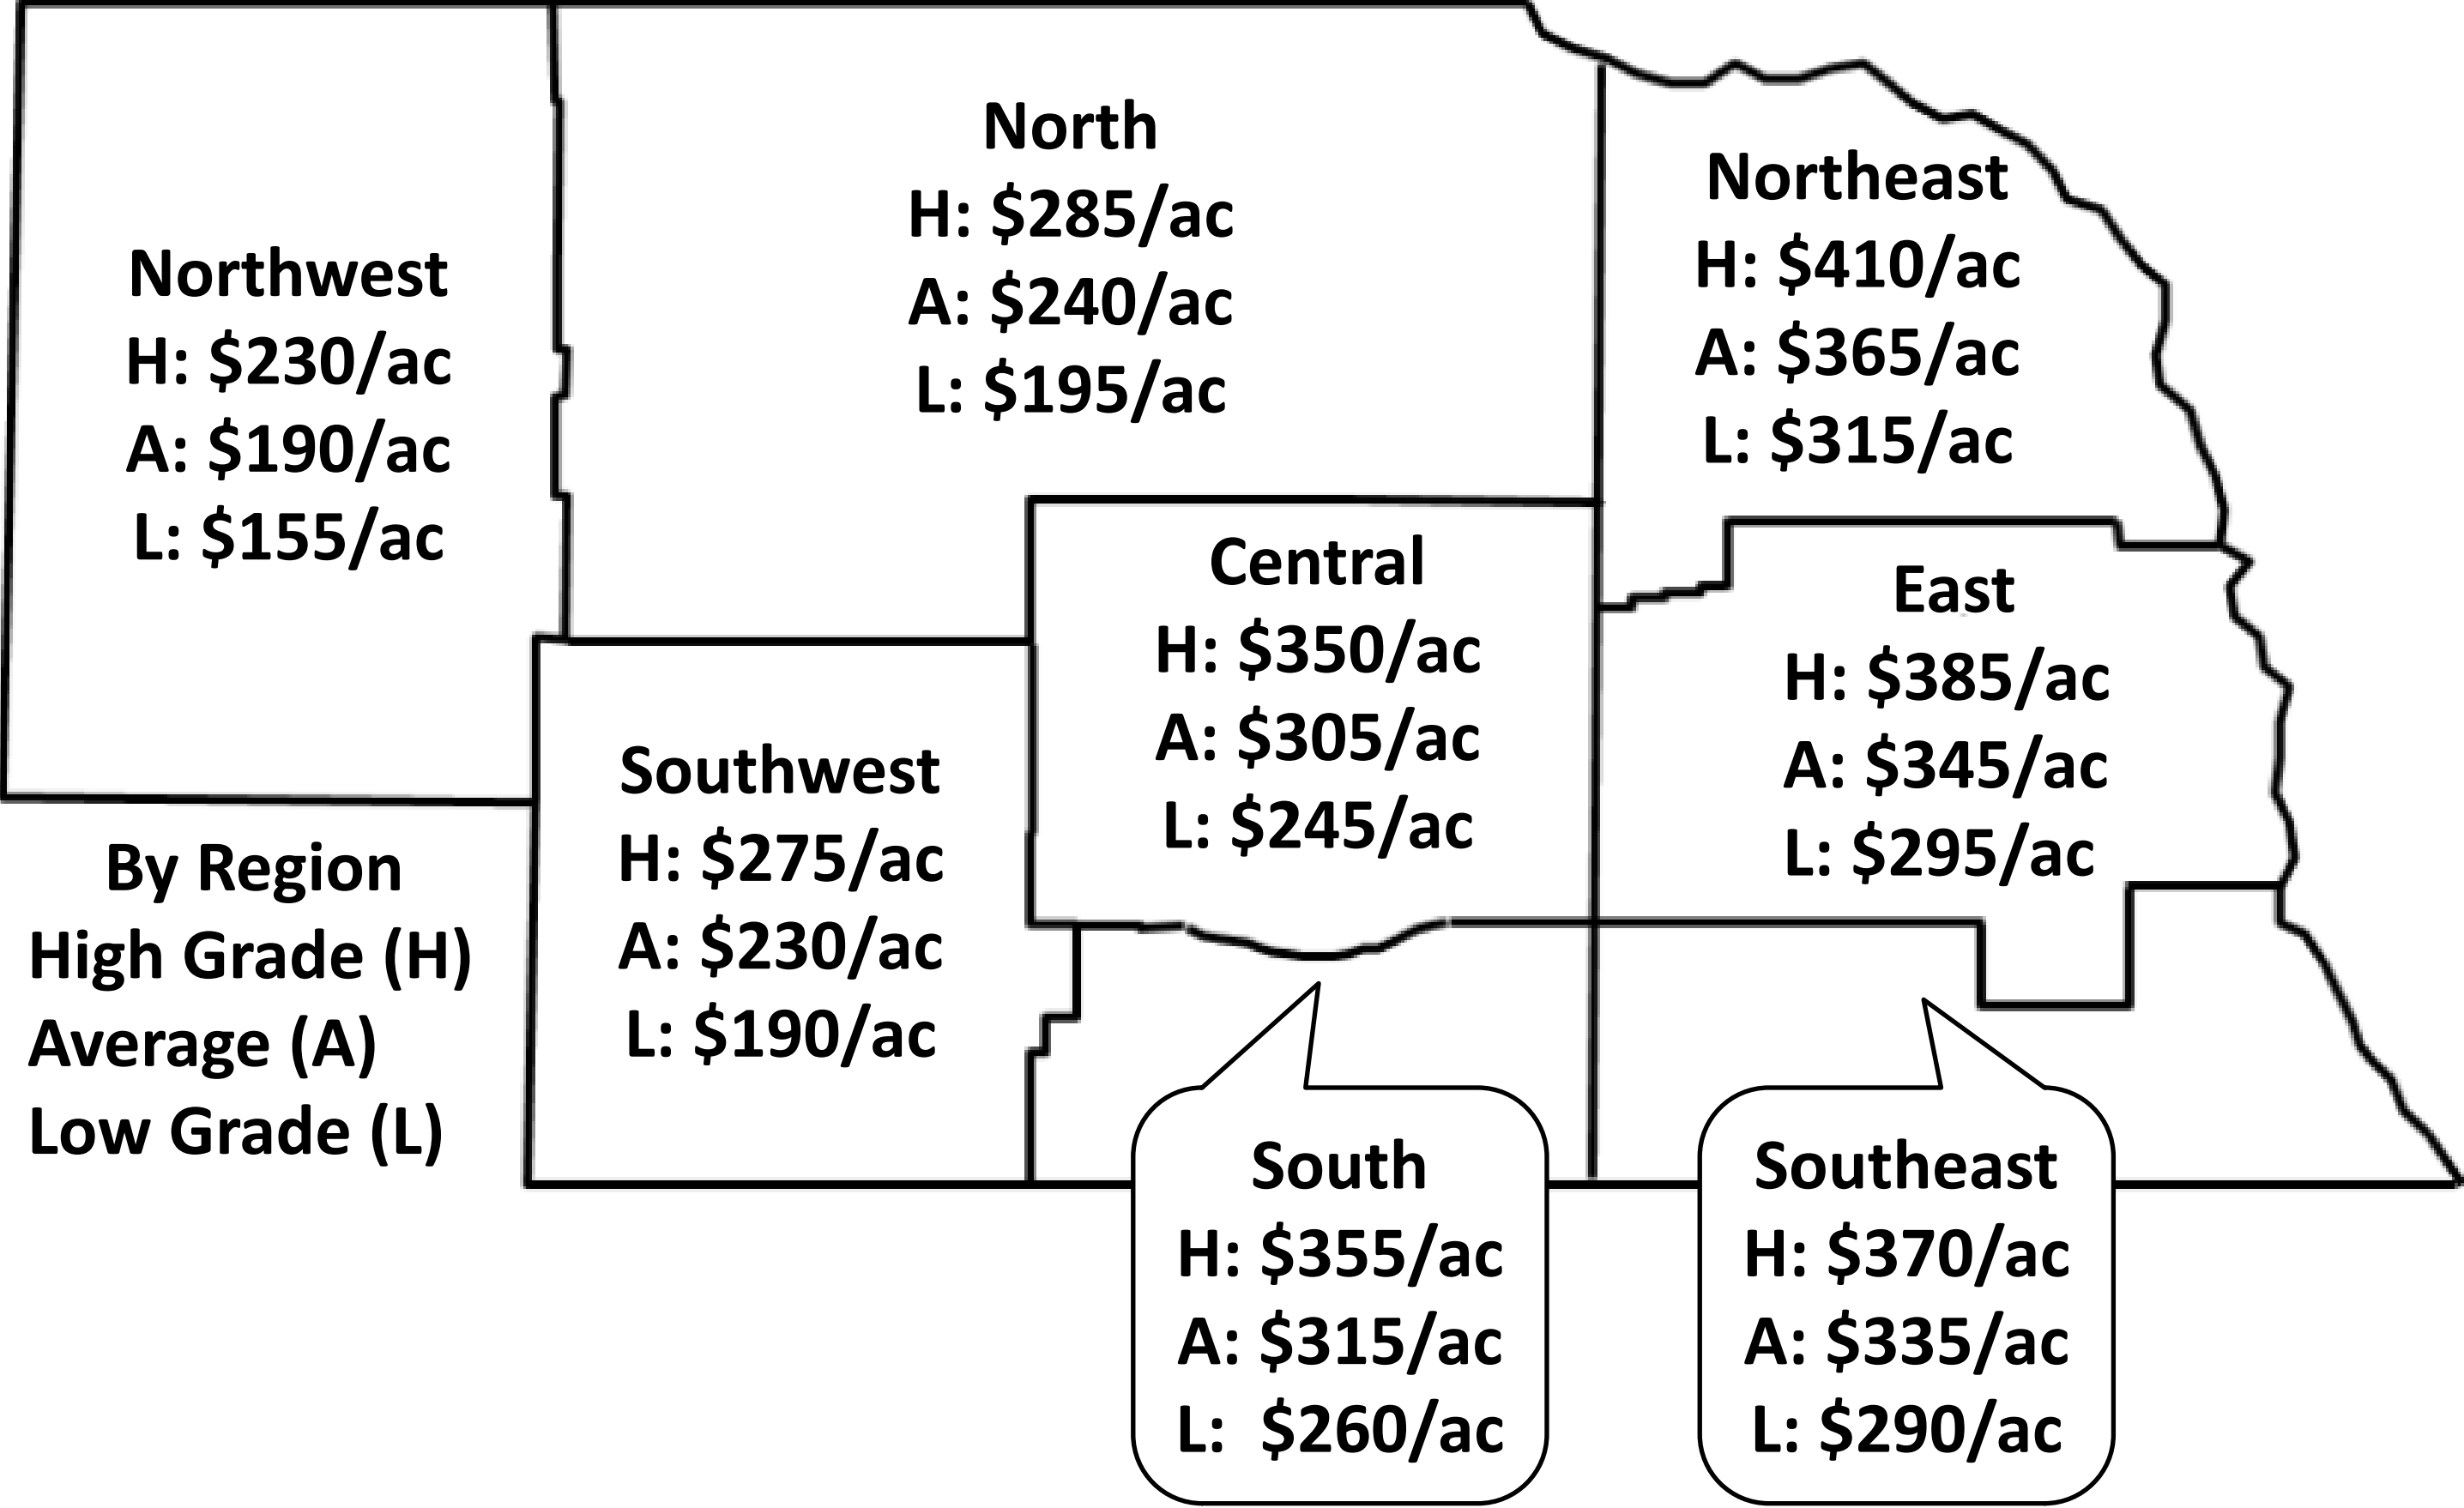 North
H: $285/ac
A: $240/ac
L: $195/ac
Northeast
H: $410/ac
A: $365/ac
L: $315/ac
Northwest
H: $230/ac
A: $190/ac
L: $155/ac
Central
H: $350/ac
A: $305/ac
L: $245/ac
East
H: $385/ac
A: $345/ac
L: $295/ac
Southwest
H: $275/ac
A: $230/ac
L: $190/ac
By Region
High Grade (H)
Average (A)
Low Grade (L)
South
H: $355/ac
A: $315/ac
L: $260/ac
Southeast
H: $370/ac
A: $335/ac
L: $290/ac